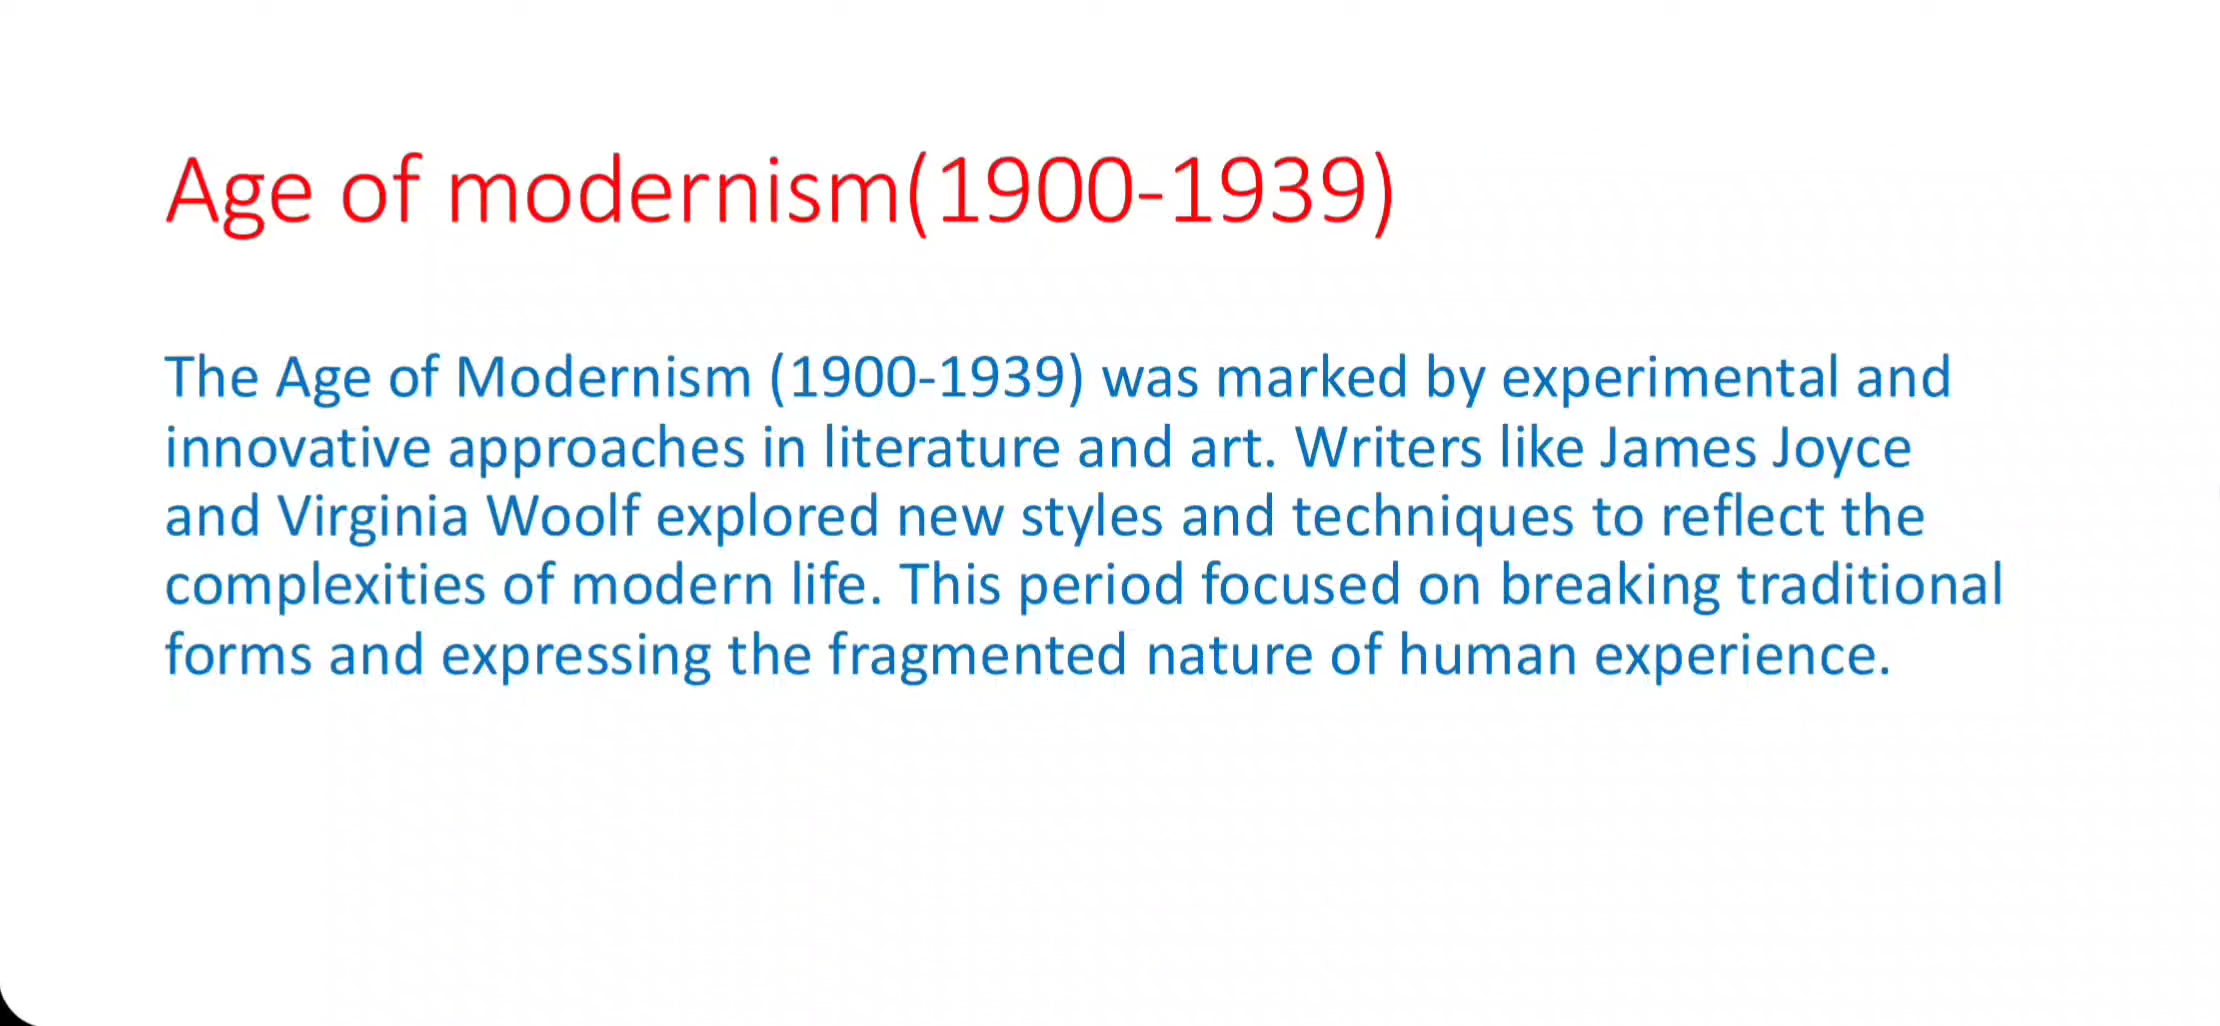 Age of modernism(1900-1939)
The Age of Modernism (1900-1939) was marked by experimental and
innovative approaches in literature and art. Writers like James Joyce
and Virginia Woolf explored new styles and techniques to reflect the
complexities of modern life. This period focused on breaking traditional
forms and expressing the fragmented nature of human experience.